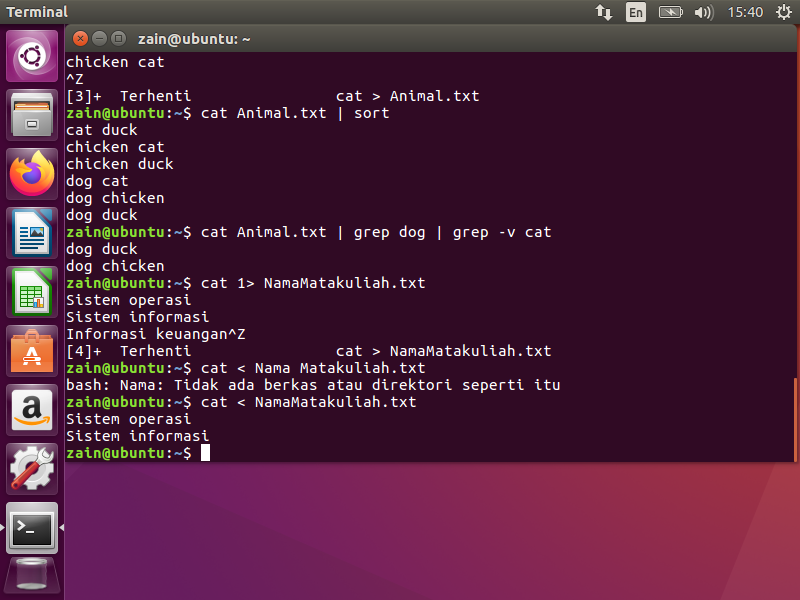 Terminal
En
15:40
zain@ubuntu: ~
chicken cat
^Z
[3]+  Terhenti                cat > Animal.txt
zain@ubuntu:~$ cat Animal.txt | sort
cat duck
chicken cat
chicken duck
dog cat
dog chicken
dog duck
zain@ubuntu:~$ cat Animal.txt | grep dog | grep -v cat
dog duck
dog chicken
zain@ubuntu:~$ cat 1> NamaMatakuliah.txt
Sistem operasi
Sistem informasi
Informasi keuangan^Z
[4]+  Terhenti                cat > NamaMatakuliah.txt
zain@ubuntu:~$ cat < Nama Matakuliah.txt
bash: Nama: Tidak ada berkas atau direktori seperti itu
zain@ubuntu:~$ cat < NamaMatakuliah.txt
Sistem operasi
Sistem informasi
zain@ubuntu:~$